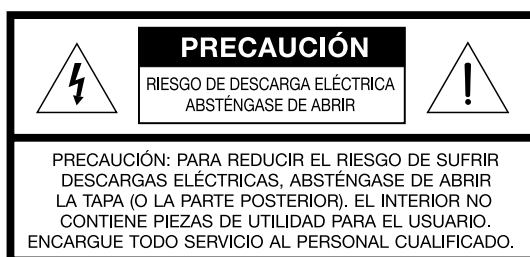 PRECAUCIÓN
RIESGO DE DESCARGA ELÉCTRICA
ABSTÉNGASE DE ABRIR
PRECAUCIÓN: PARA REDUCIR EL RIESGO DE SUFRIR
DESCARGAS ELÉCTRICAS, ABSTÉNGASE DE ABRIR
LA TAPA (O LA PARTE POSTERIOR). EL INTERIOR NO
CONTIENE PIEZAS DE UTILIDAD PARA EL USUARIO.
ENCARGUE TODO SERVICIO AL PERSONAL CUALIFICADO.